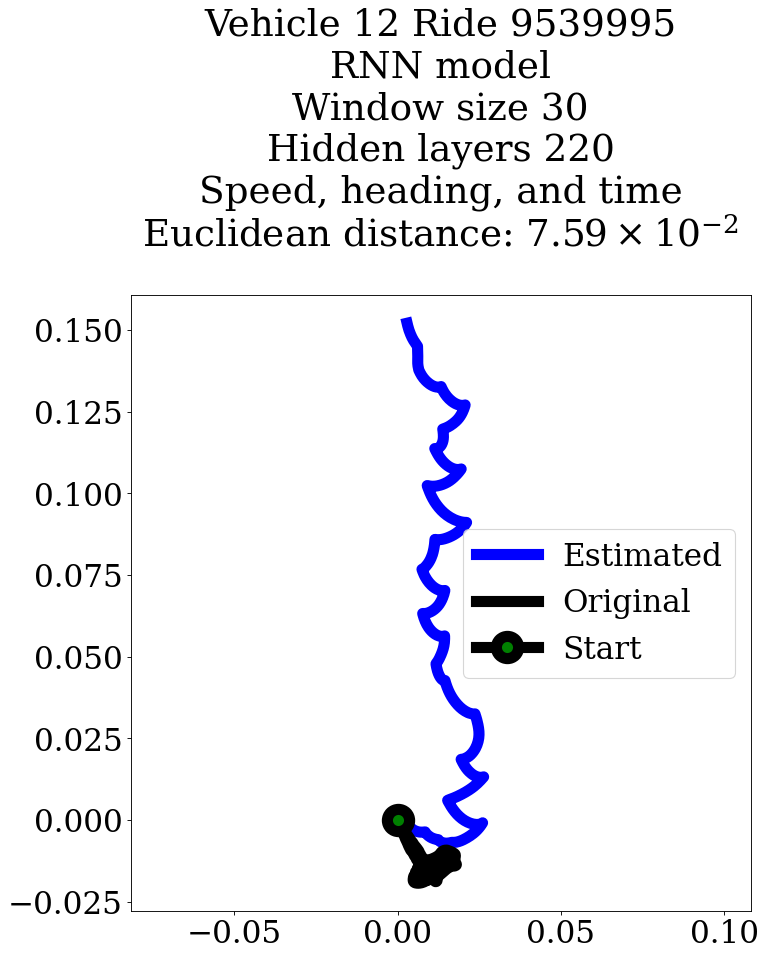 Vehicle 12 Ride 9539995
RNN model
Window size 30
Hidden layers 220
Speed, heading, and time
Euclidean distance: 7.59 × 10⁻²
0.150
0.125
0.100
0.075
0.050
0.025
0.000
−0.025
Estimated
Original
Start
−0.05 0.00 0.05 0.10